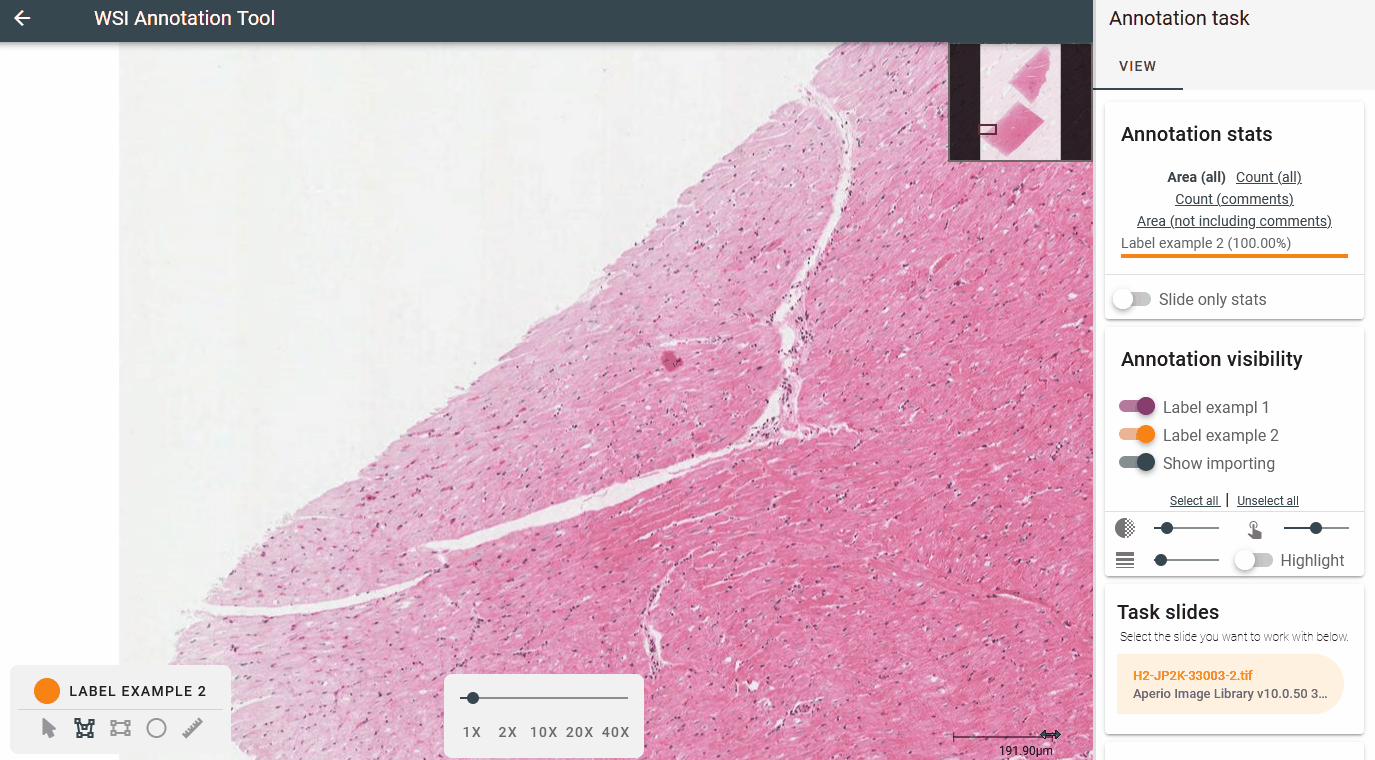 WSI Annotation Tool
Annotation task
VIEW
Annotation stats
Area (all) Count (all)
Count (comments)
Area (not including comments)
Label example 2 (100.00%)
Slide only stats
Annotation visibility
Label exampl 1
Label example 2
Show importing
Select all | Unselect all
Highlight
Task slides
Select the slide you want to work with below.
H2-JP2K-33003-2.tif
Aperio Image Library v10.0.50 3...
LABEL EXAMPLE 2
1X 2X 10X 20X 40X
191.90µm